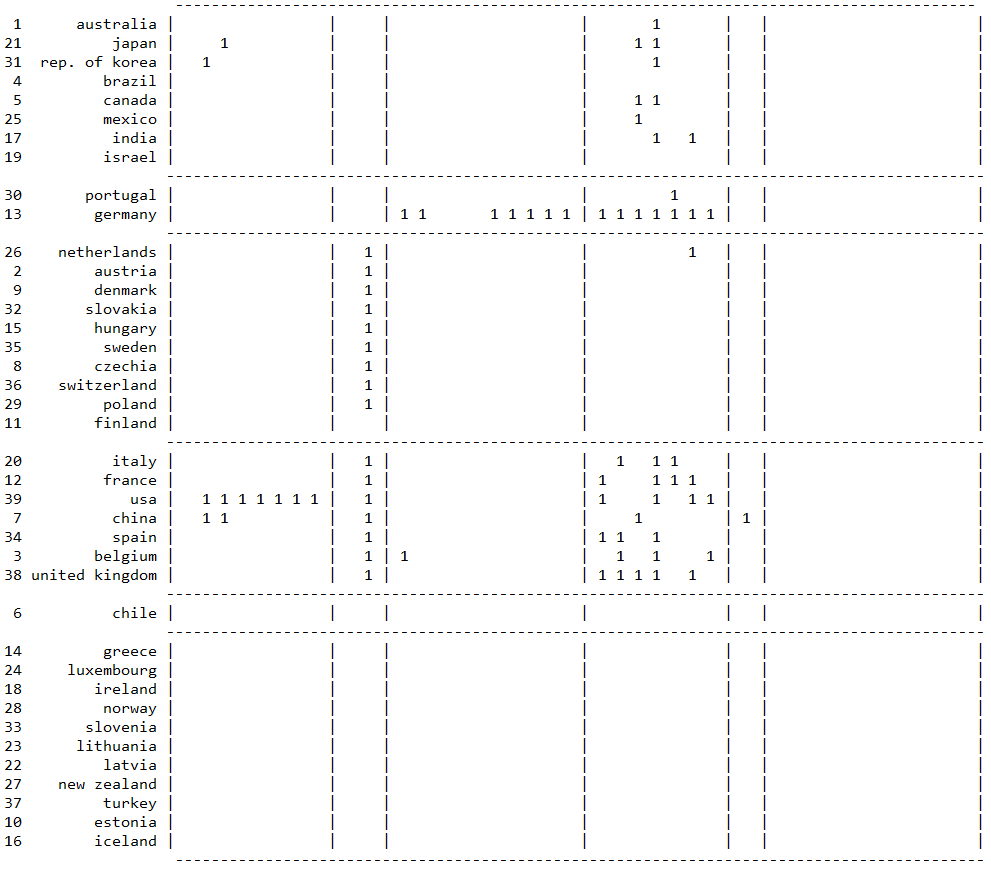 -----------------------------------------------------------------------------------------
1 australia | | | | 1 | | |
21 japan | 1 | | | 1 1 | | |
31 rep. of korea | 1 | | | 1 | | |
4 brazil | | | | | | |
5 canada | | | | 1 1 | | |
25 mexico | | | | 1 | | |
17 india | | | | 1 1 | | |
19 israel | | | | | | |
-------------------------------------------------------------------------------------------
30 portugal | | | | 1 | | |
13 germany | | | 1 1 1 1 1 1 1 | 1 1 1 1 1 1 1 | | |
-------------------------------------------------------------------------------------------
26 netherlands | | 1 | | 1 | | |
2 austria | | 1 | | | | |
9 denmark | | 1 | | | | |
32 slovakia | | 1 | | | | |
15 hungary | | 1 | | | | |
35 sweden | | 1 | | | | |
8 czechia | | 1 | | | | |
36 switzerland | | 1 | | | | |
29 poland | | 1 | | | | |
11 finland | | | | | | |
-------------------------------------------------------------------------------------------
20 italy | | 1 | | 1 1 1 | | |
12 france | | 1 | | 1 1 1 1 | | |
39 usa | 1 1 1 1 1 1 1 | 1 | | 1 1 1 1 | | |
7 china | 1 1 | 1 | | 1 | 1 | |
34 spain | | 1 | | 1 1 1 | | |
3 belgium | | 1 | 1 | 1 1 1 | | |
38 united kingdom | | 1 | | 1 1 1 1 1 | | |
-------------------------------------------------------------------------------------------
6 chile | | | | | | |
-------------------------------------------------------------------------------------------
14 greece | | | | | | |
24 luxembourg | | | | | | |
18 ireland | | | | | | |
28 norway | | | | | | |
33 slovenia | | | | | | |
23 lithuania | | | | | | |
22 latvia | | | | | | |
27 new zealand | | | | | | |
37 turkey | | | | | | |
10 estonia | | | | | | |
16 iceland | | | | | | |
------------------------------------------------------------------------------------------